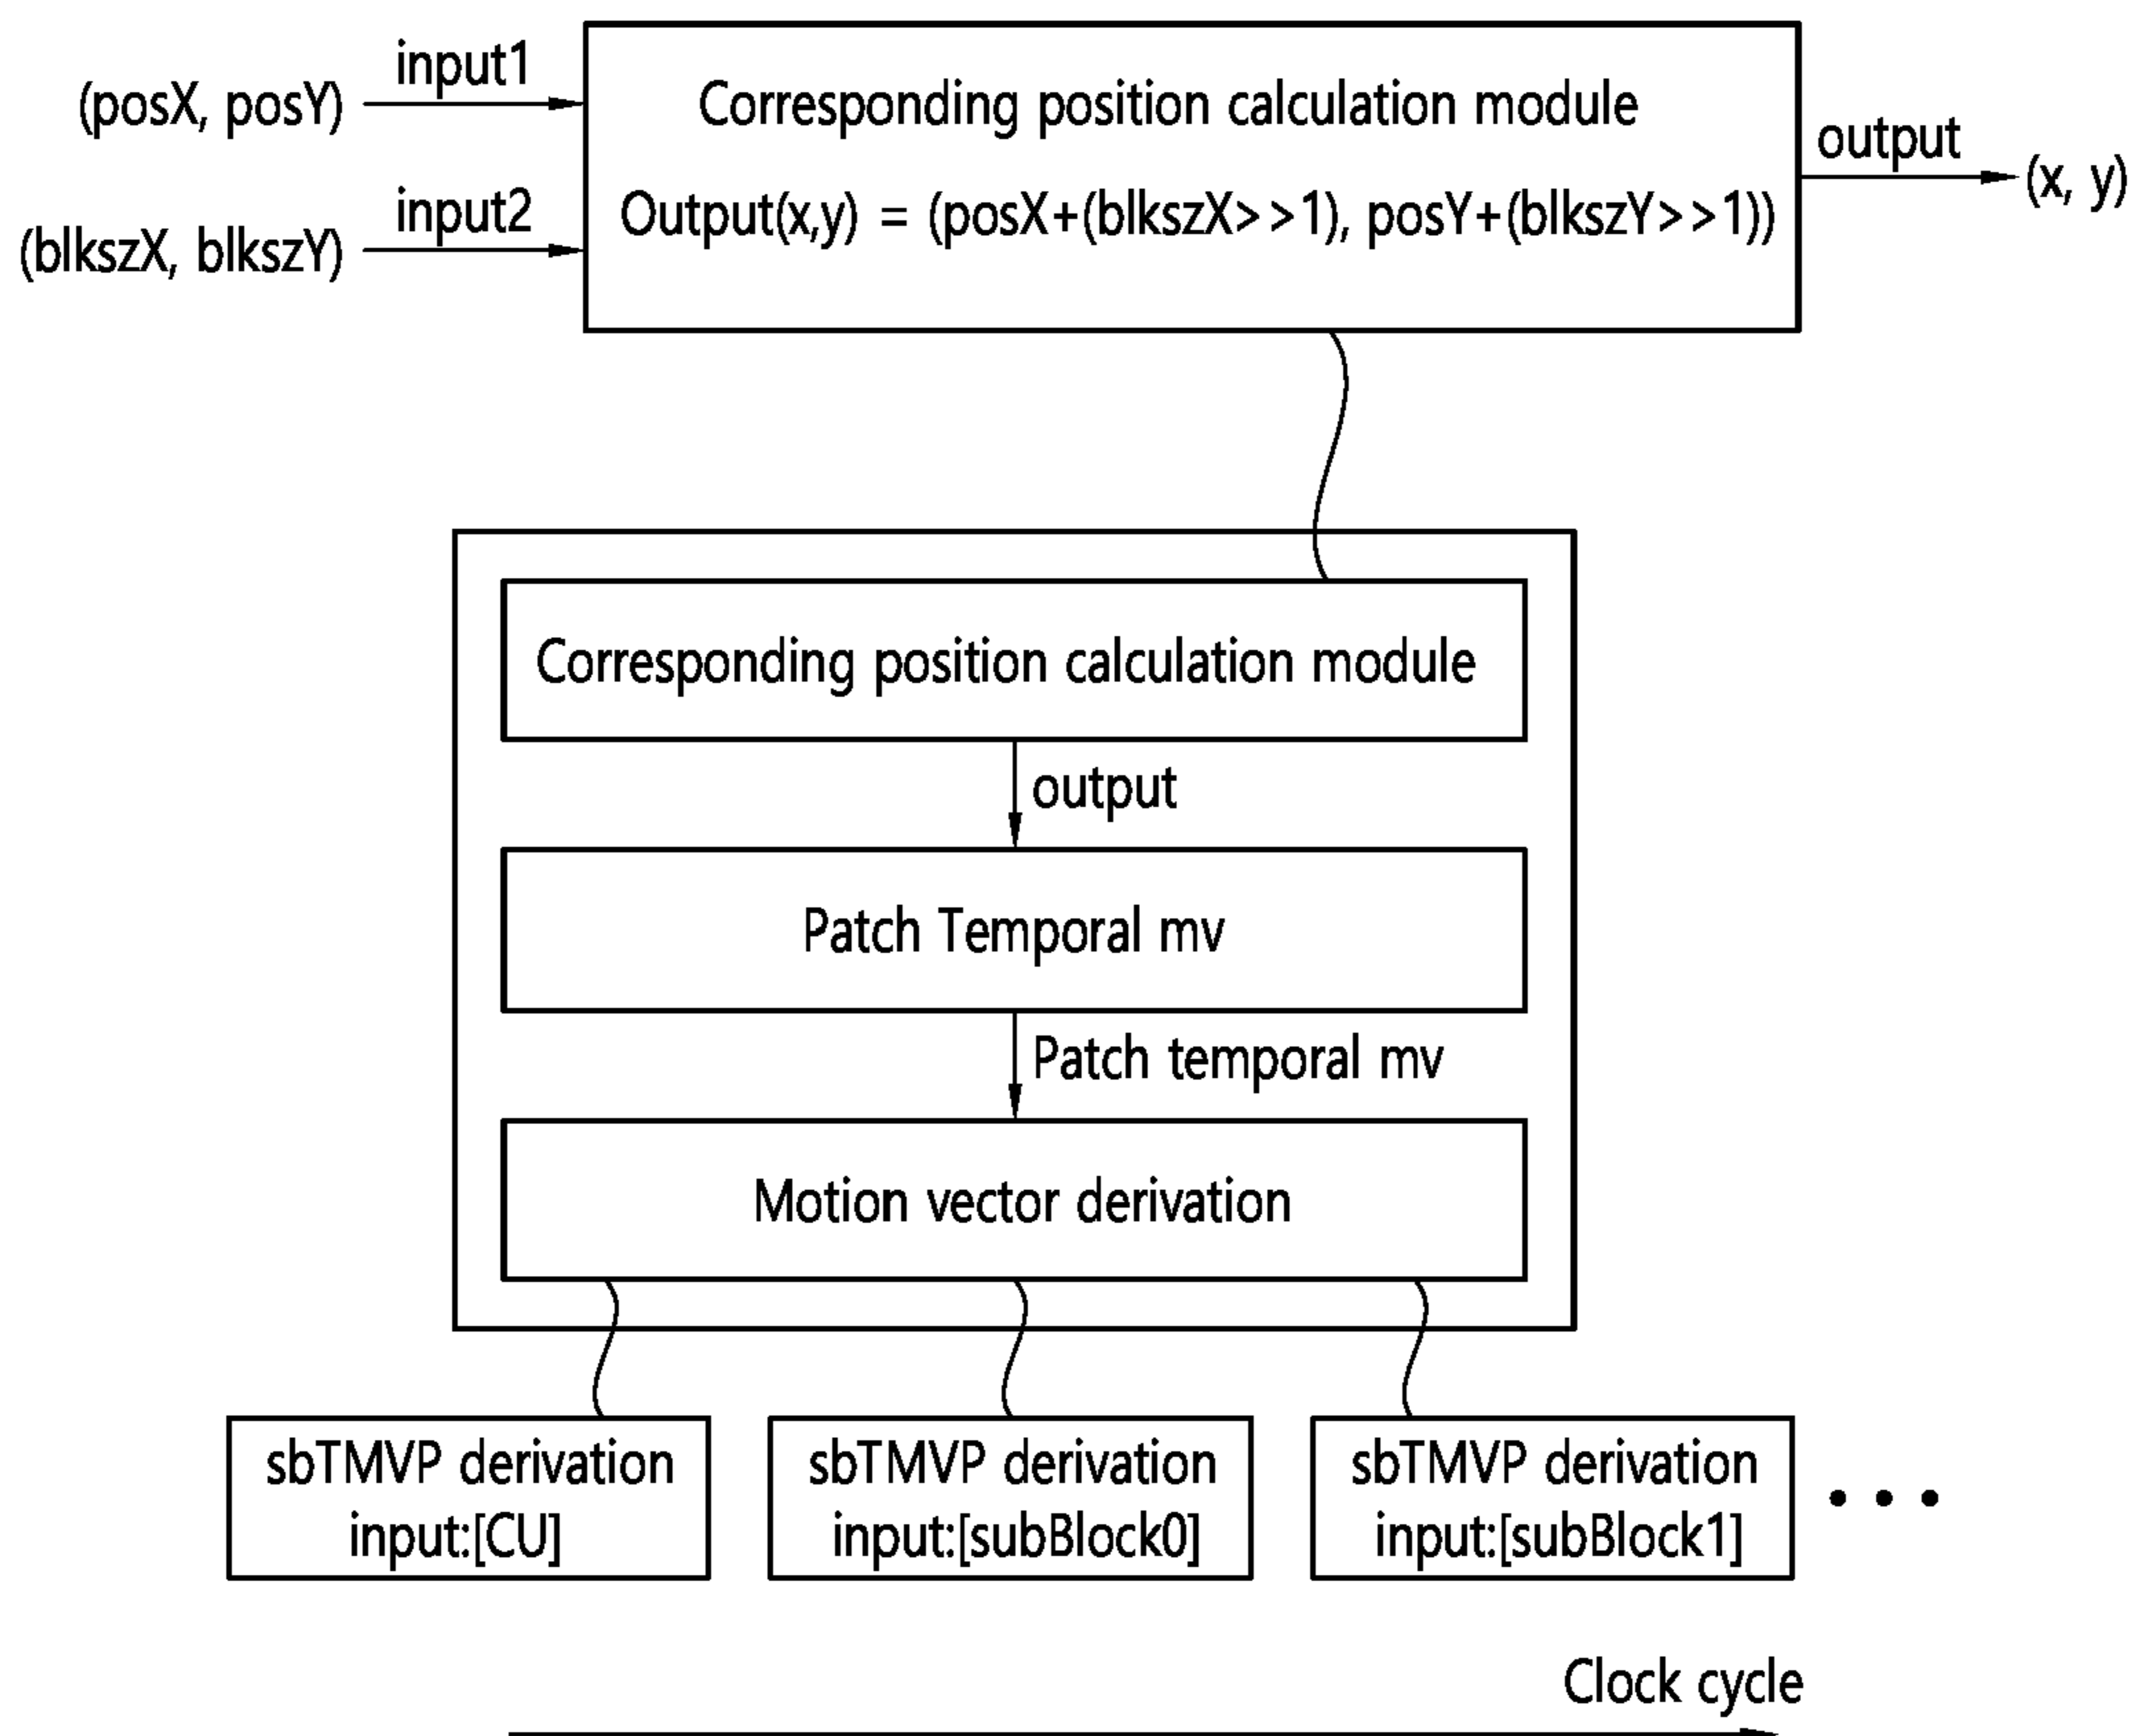 input1
(posX, posY)
input2
(blkszX, blkszY)
Corresponding position calculation module
Output(x,y) = (posX+(blkszX>>1), posY+(blkszY>>1))
output
(x, y)
Corresponding position calculation module
output
Patch Temporal mv
Patch temporal mv
Motion vector derivation
sbTMVP derivation
input:[CU]
sbTMVP derivation
input:[subBlock0]
sbTMVP derivation
input:[subBlock1]
• • •
Clock cycle